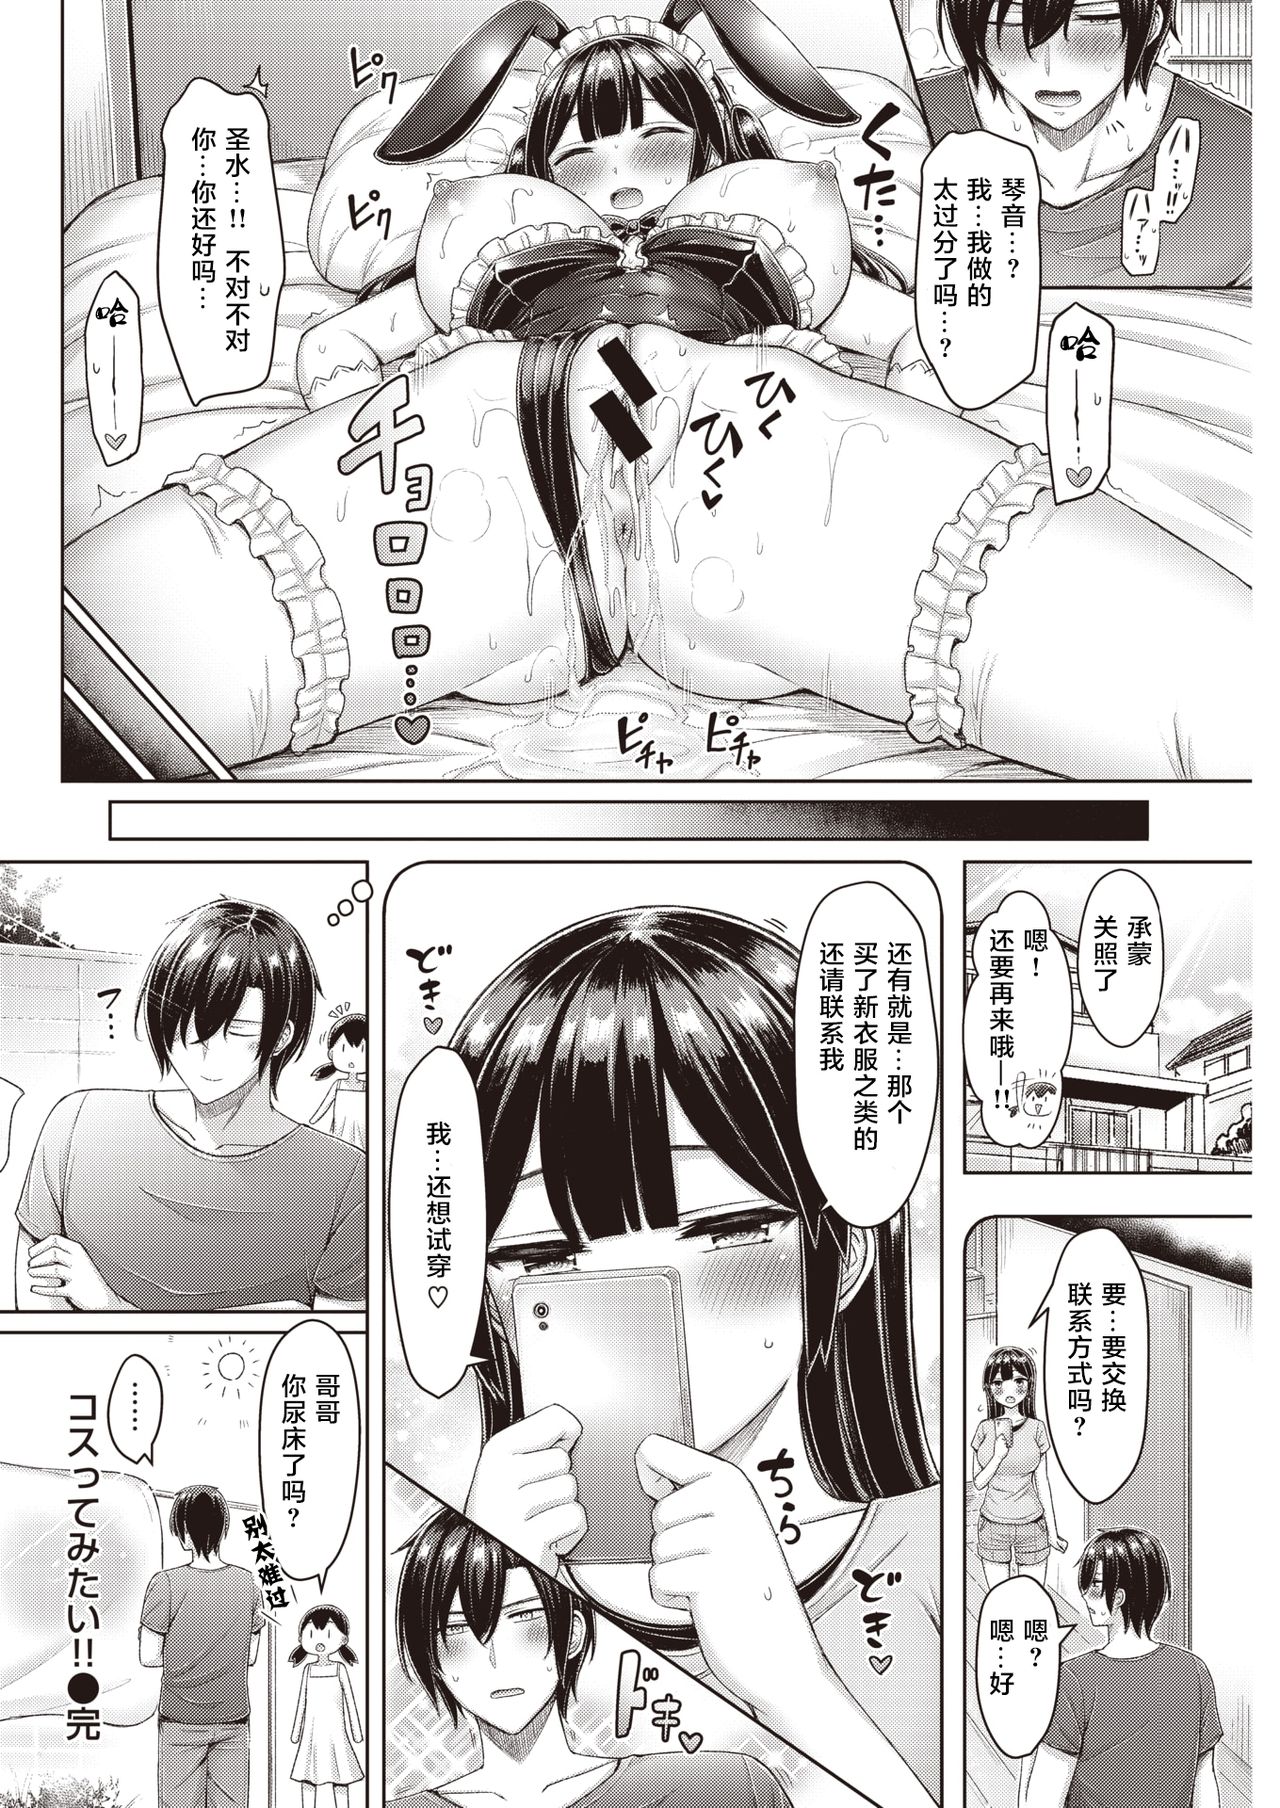 …ッ
…!!
ハァ…ッ
ハァ…
くた…
琴音…?
我…我做的
太过分了吗…?
哈——
ピク
ピク
圣水…!! 不对不对
你…你还好吗…
哈——
ひく
ひく
チョロロロ…
ピチャ
ピチャ
承蒙
关照了
嗯!
还要再来哦—!!
要…要交换
联系方式吗?
嗯?
嗯…好
还有就是…那个
买了新衣服之类的
还请联系我
どき
我…还想试穿♡
ちら
どき
ドキ
フ…
哥哥
你尿床了吗?
别太难过
……
コスってみたい!!●完